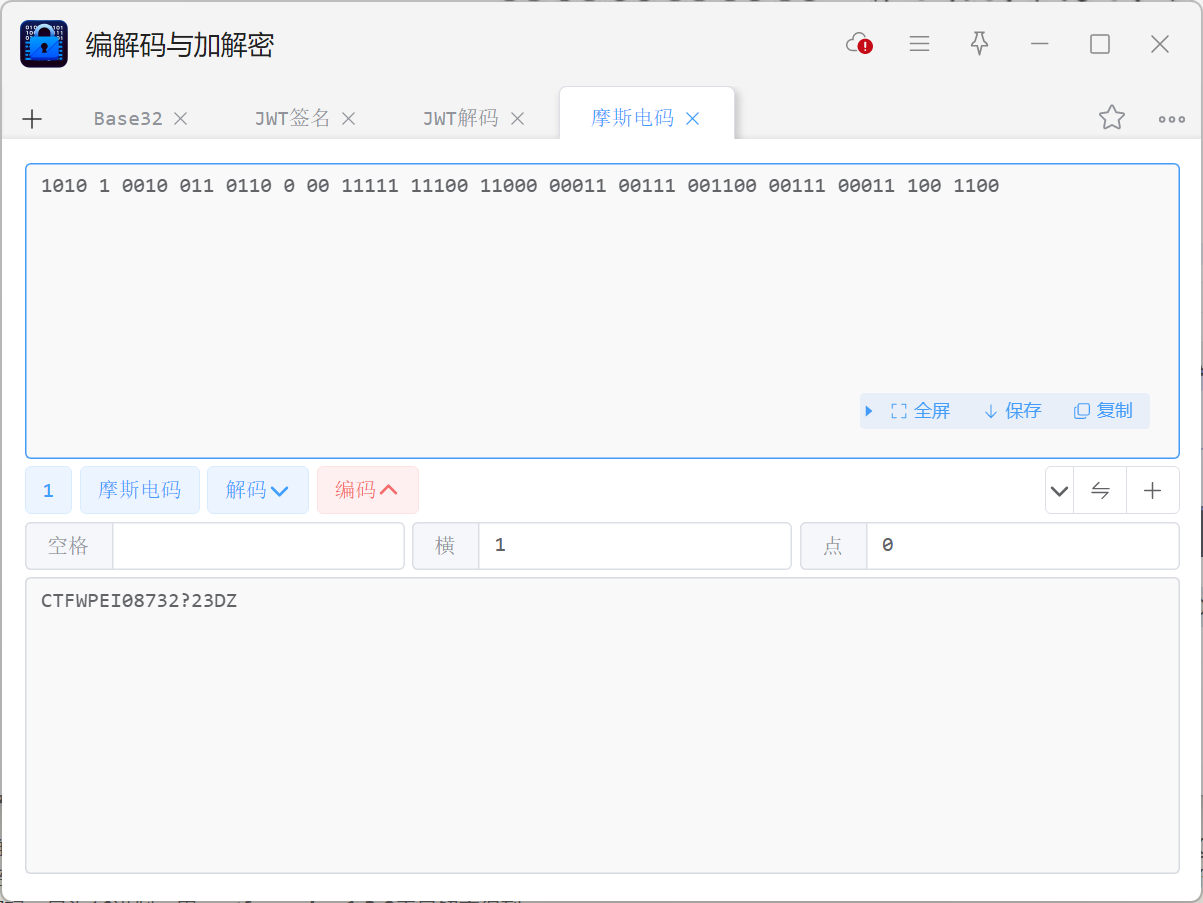 编解码与加解密
Base32 JWT签名 JWT解码 摩斯电码
1010 1 0010 011 0110 0 00 11111 11100 11000 00011 00111 001100 00111 00011 100 1100
全屏 保存 复制
1 摩斯电码 解码 编码
空格 横 1 点 0
CTFWPEI08732?23DZ